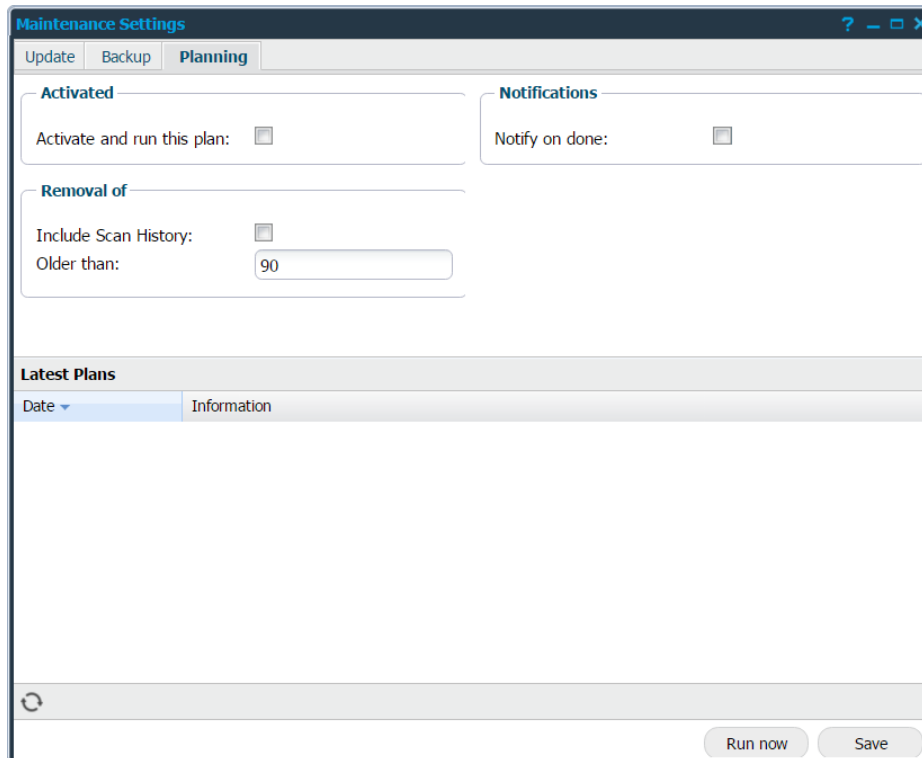 Maintenance Settings
Update Backup Planning
Activated
Activate and run this plan:
Notifications
Notify on done:
Removal of
Include Scan History:
Older than: 90
Latest Plans
Date Information
Run now Save